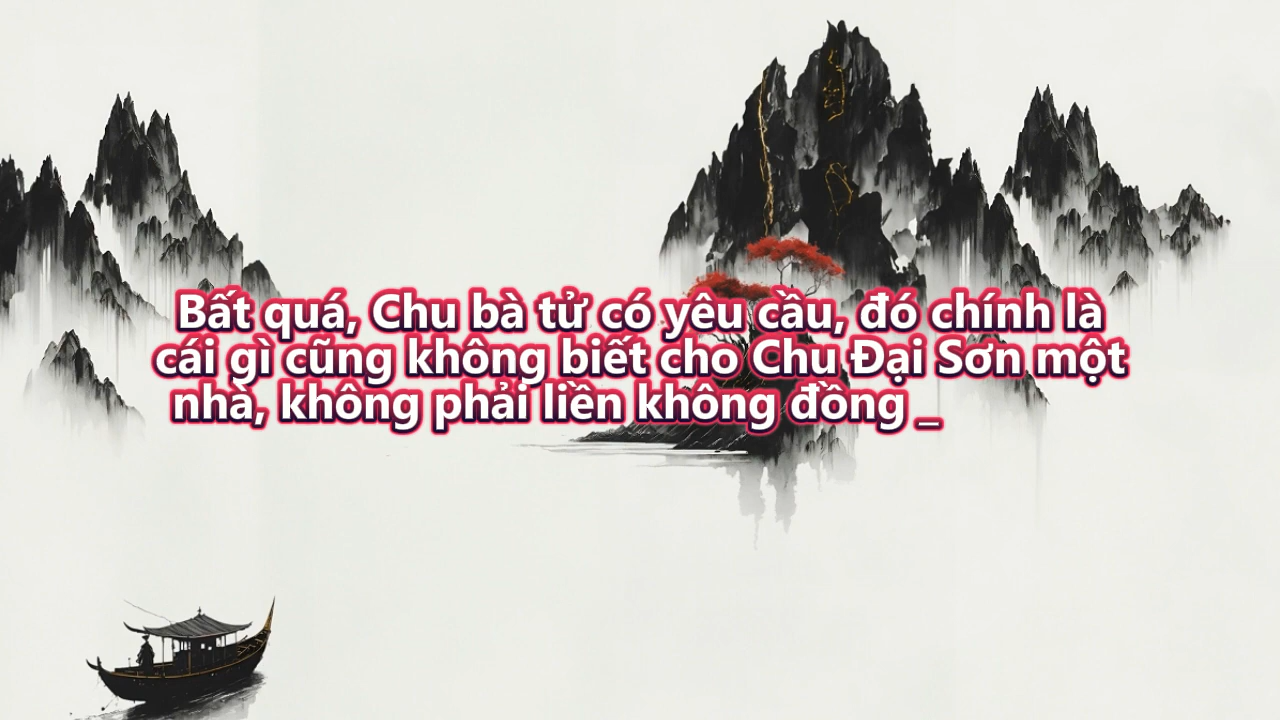 Bất quá, Chu bà tử có yêu cầu, đó chính là
cái gì cũng không biết cho Chu Đại Sơn một
nhà, không phải liền không đồng _